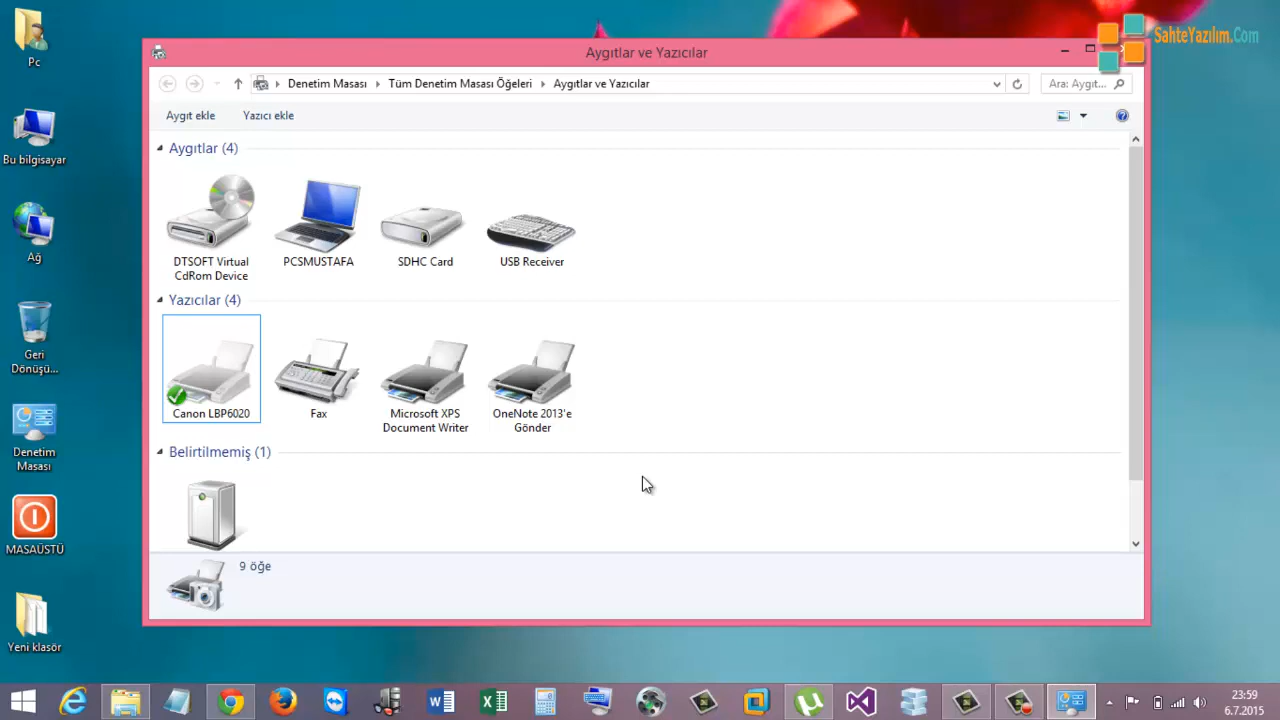 SahteYazılım.Com
Pc
Bu bilgisayar
Ağ
Geri
Dönüşü...
Denetim
Masası
MASAÜSTÜ
Yeni klasör
Aygıtlar ve Yazıcılar
Denetim Masası
Tüm Denetim Masası Öğeleri
Aygıtlar ve Yazıcılar
Ara: Aygıt...
Aygıt ekle
Yazıcı ekle
Aygıtlar (4)
DTSOFT Virtual
CdRom Device
PCSMUSTAFA
SDHC Card
USB Receiver
Yazıcılar (4)
Canon LBP6020
Fax
Microsoft XPS
Document Writer
OneNote 2013'e
Gönder
Belirtilmemiş (1)
9 öğe
23:59
6.7.2015